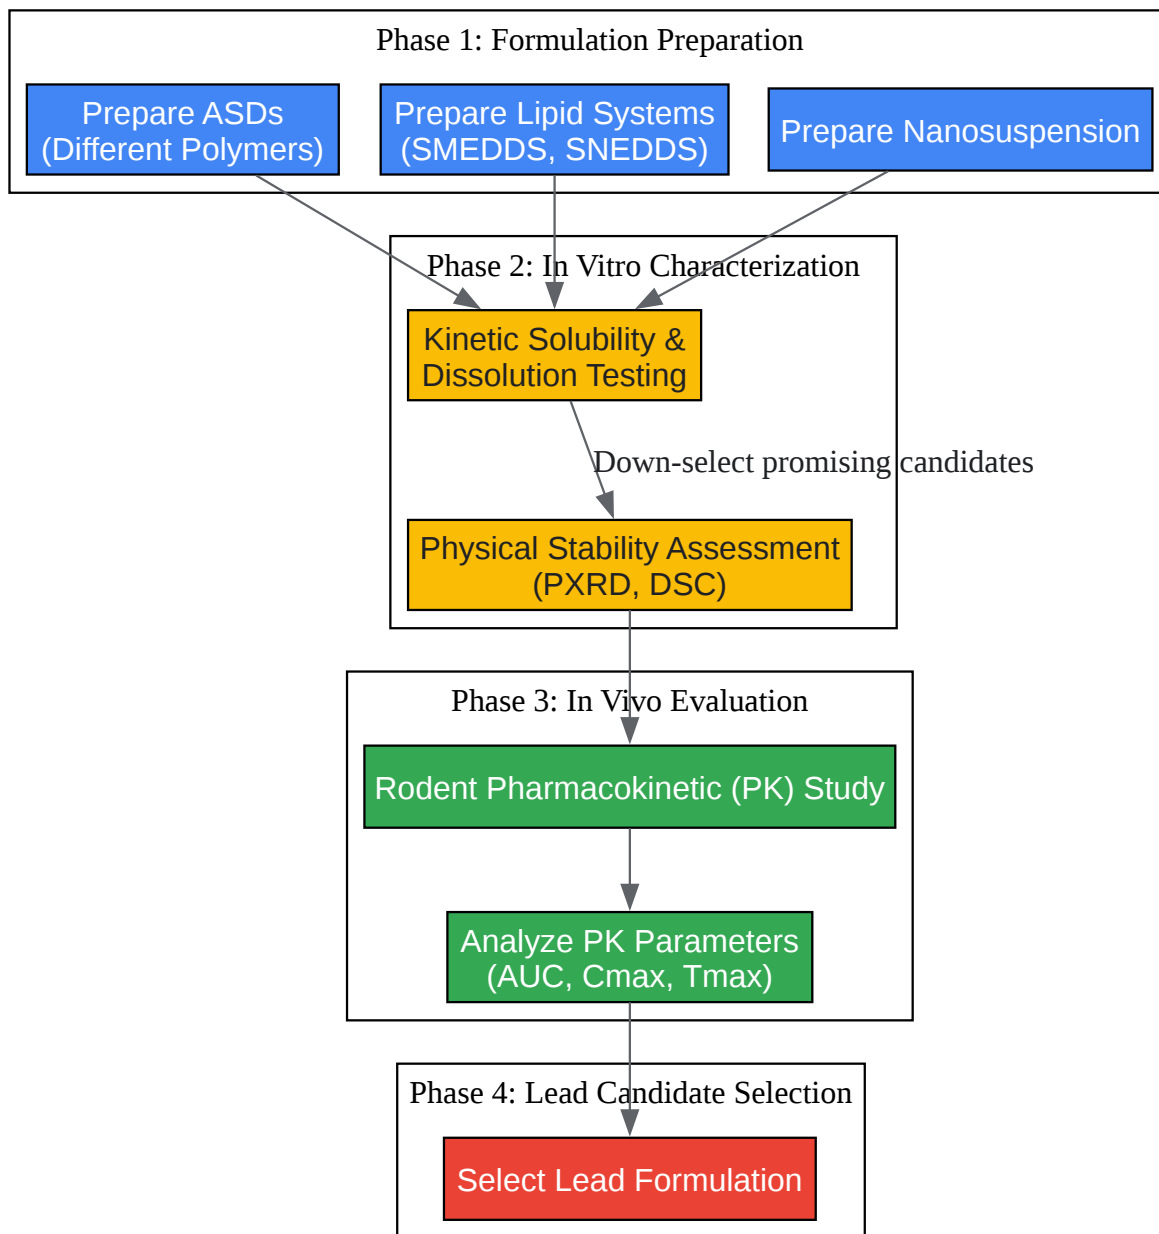 Phase 1: Formulation Preparation
Prepare ASDs
(Different Polymers)
Prepare Lipid Systems
(SMEDDS, SNEDDS)
Prepare Nanosuspension
Phase 2: In Vitro Characterization
Kinetic Solubility &
Dissolution Testing
Down-select promising candidates
Physical Stability Assessment
(PXRD, DSC)
Phase 3: In Vivo Evaluation
Rodent Pharmacokinetic (PK) Study
Analyze PK Parameters
(AUC, Cmax, Tmax)
Phase 4: Lead Candidate Selection
Select Lead Formulation